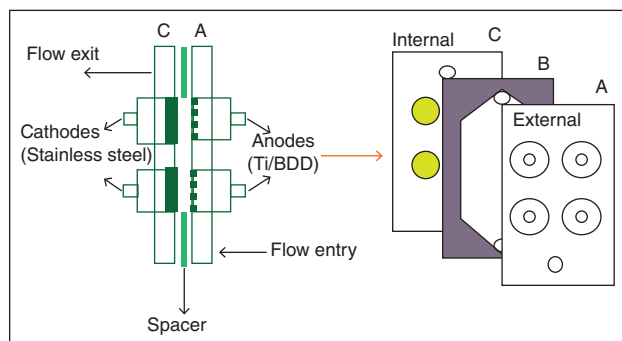 C A
Flow exit
Cathodes
(Stainless steel)
Anodes
(Ti/BDD)
Flow entry
Spacer
Internal
C
B
A
External